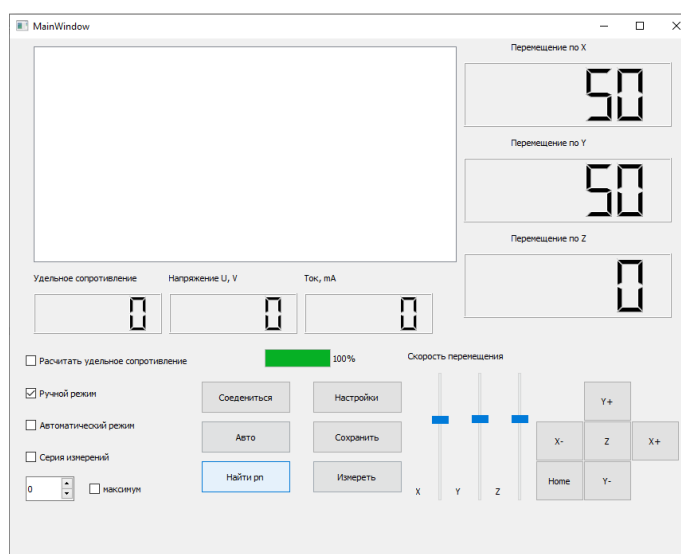 MainWindow
Перемещение по X
50
Перемещение по Y
50
Перемещение по Z
0
Удельное сопротивление Напряжение U, V Ток, mA
0 0 0
Расчитать удельное сопротивление 100% Скорость перемещения
Ручной режим Соедениться Настройки Y+
Автоматический режим Авто Сохранить X- Z X+
Серия измерений
0 максимум Найти pn Измереть X Y Z Home Y-